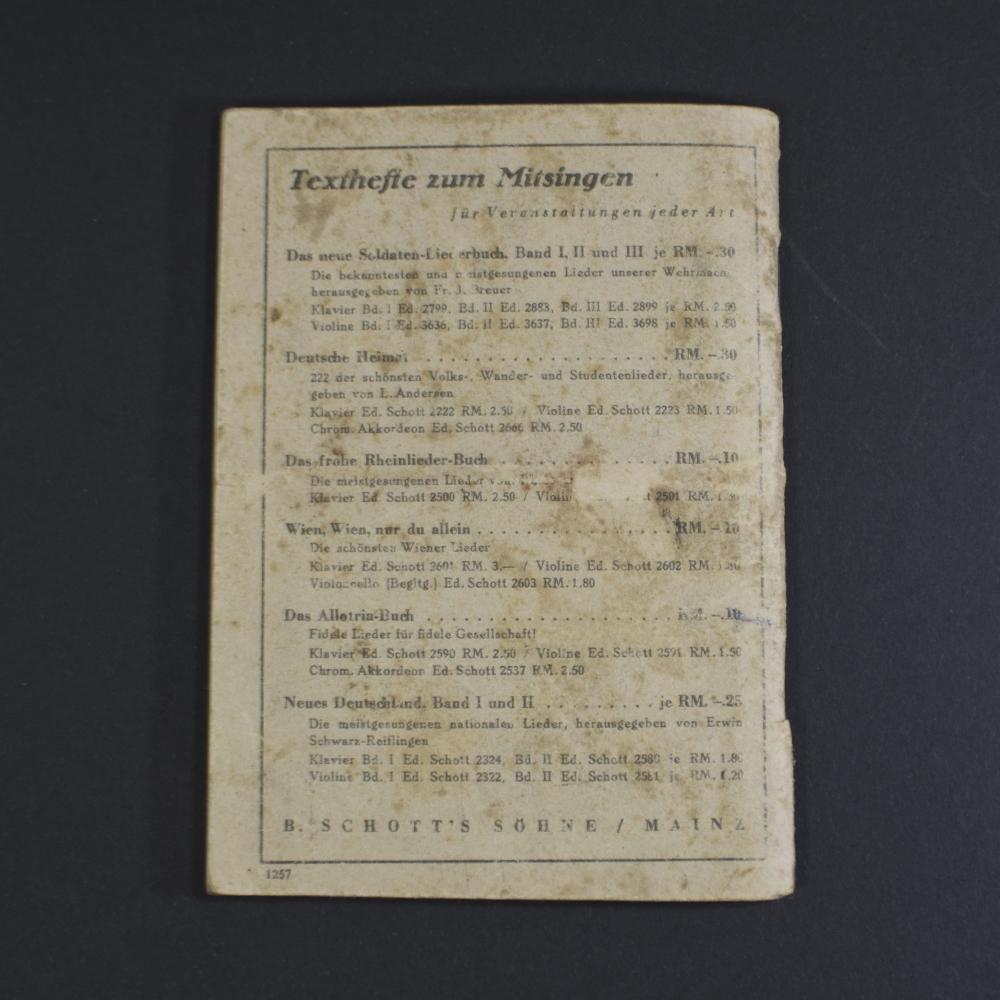 Texthefte zum Mitsingen
für Veranstaltungen jeder Art
Das neue Soldaten-Liederbuch, Band I, II und III je RM. -.30
Die bekanntesten und meistgesungenen Lieder unserer Wehrmacht
herausgegeben von Fr. J. Breuer
Klavier Bd. I Ed. 2799, Bd. II Ed. 2883, Bd. III Ed. 2899 je RM. 2.50
Violine Bd. I Ed. 3636, Bd. II Ed. 3637, Bd. III Ed. 3698 je RM. 1.50
Deutsche Heimat . . . . . . . . . . . . . . . . . . . . . RM. -.30
222 der schönsten Volks-, Wander- und Studentenlieder, herausge-
geben von L. Andersen
Klavier Ed. Schott 2222 RM. 2.50 / Violine Ed. Schott 2223 RM. 1.50
Chrom. Akkordeon Ed. Schott 2666 RM. 2.50
Das frohe Rheinlieder-Buch . . . . . . . . . . . . . . RM. -.10
Die meistgesungenen Lieder vom
Klavier Ed. Schott 2500 RM. 2.50 / Violine 2501 RM.
Wien, Wien, nur du allein . . . . . . . . . . . . . . . . RM. -.10
Die schönsten Wiener Lieder
Klavier Ed. Schott 2601 RM. 3.— / Violine Ed. Schott 2602 RM. 1.80
Violoncello (Begltg.) Ed. Schott 2603 RM. 1.80
Das Allotria-Buch . . . . . . . . . . . . . . . . . . . . . RM. -.10
Fidele Lieder für fidele Gesellschaft!
Klavier Ed. Schott 2590 RM. 2.50 / Violine Ed. Schott 2591 RM. 1.50
Chrom. Akkordeon Ed. Schott 2537 RM. 2.50
Neues Deutschland, Band I und II . . . . . . . . . je RM. -.25
Die meistgesungenen nationalen Lieder, herausgegeben von Erwin
Schwarz-Reiflingen
Klavier Bd. I Ed. Schott 2324, Bd. II Ed. Schott 2580 je RM. 1.80
Violine Bd. I Ed. Schott 2322, Bd. II Ed. Schott 2581 je RM. 1.20
B. SCHOTT'S SÖHNE / MAINZ
1257